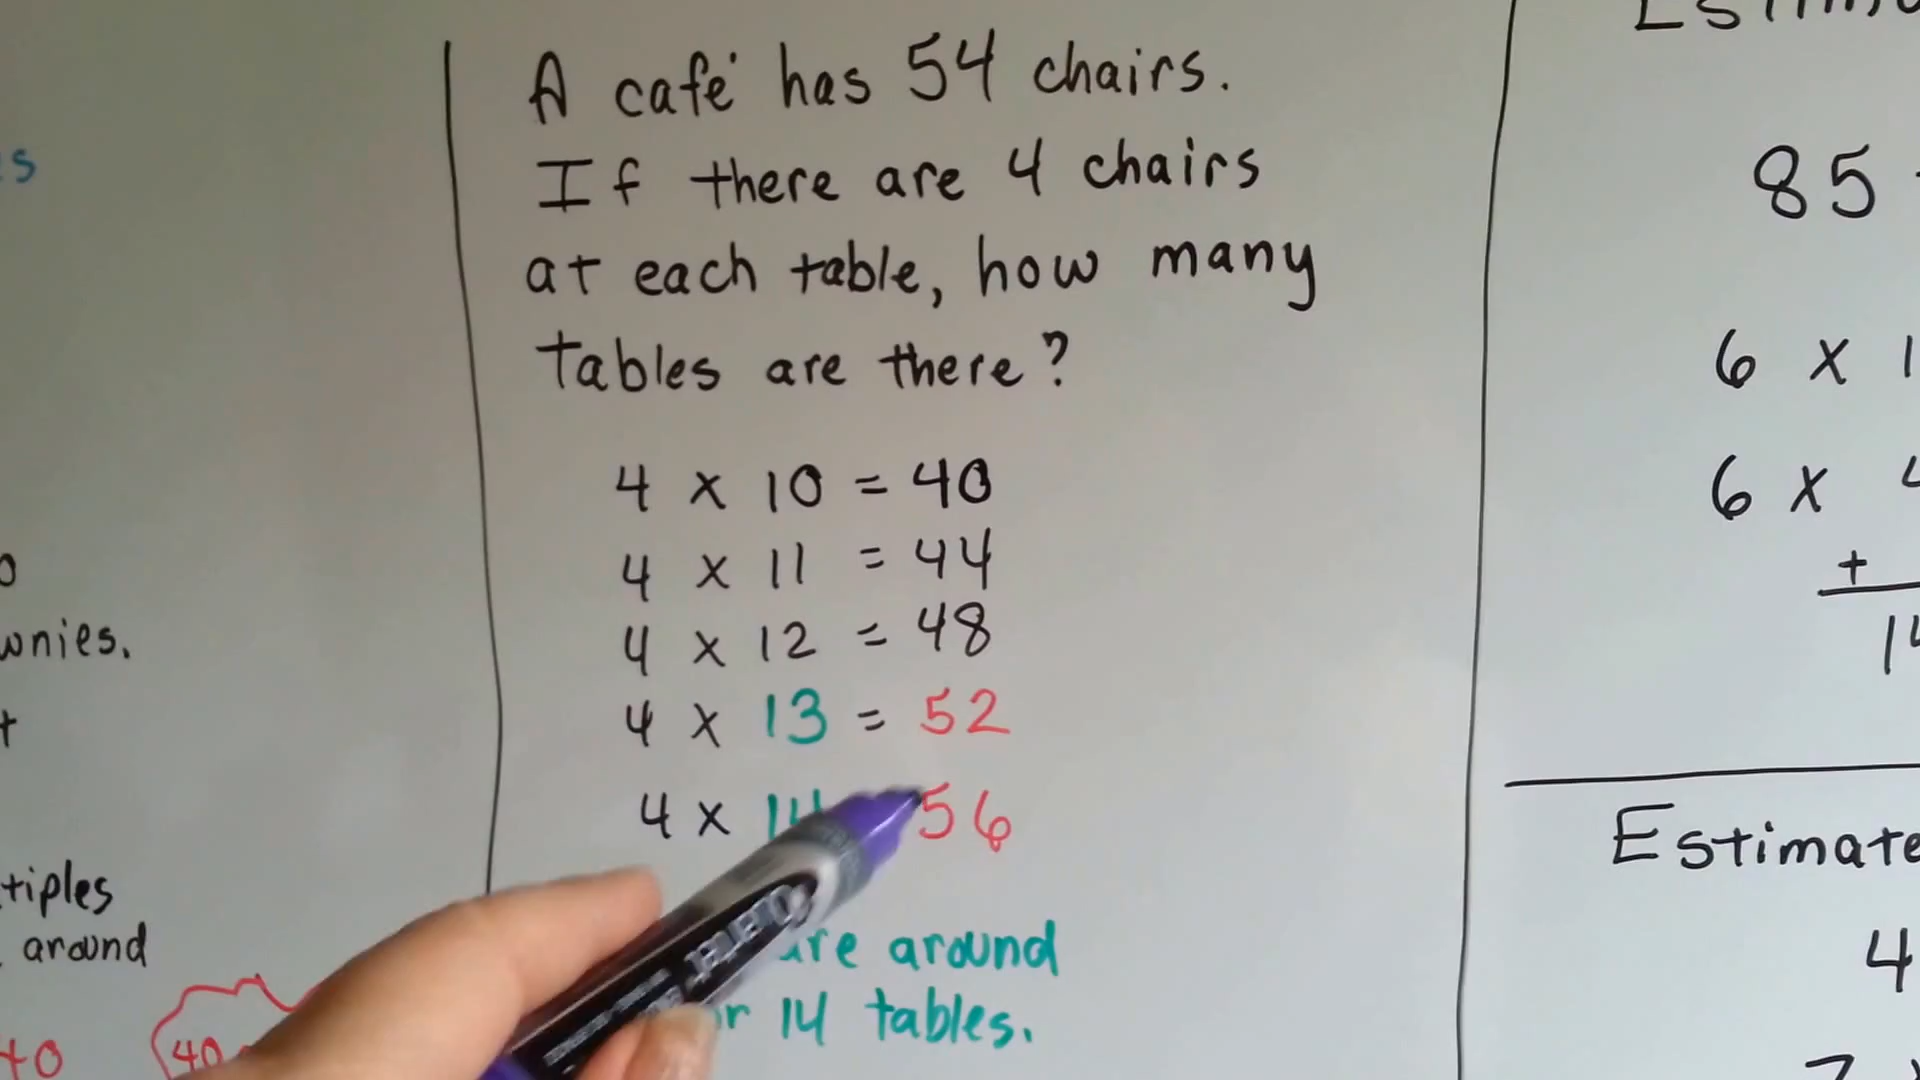 s
wnies.
tiples
around
40
A café has 54 chairs.
If there are 4 chairs
at each table, how many
tables are there?
4 x 10 = 40
4 x 11 = 44
4 x 12 = 48
4 x 13 = 52
4 x 14 56
are around
r 14 tables.
85
6 x 1
6 x 4
+
14
Estimate
4
7